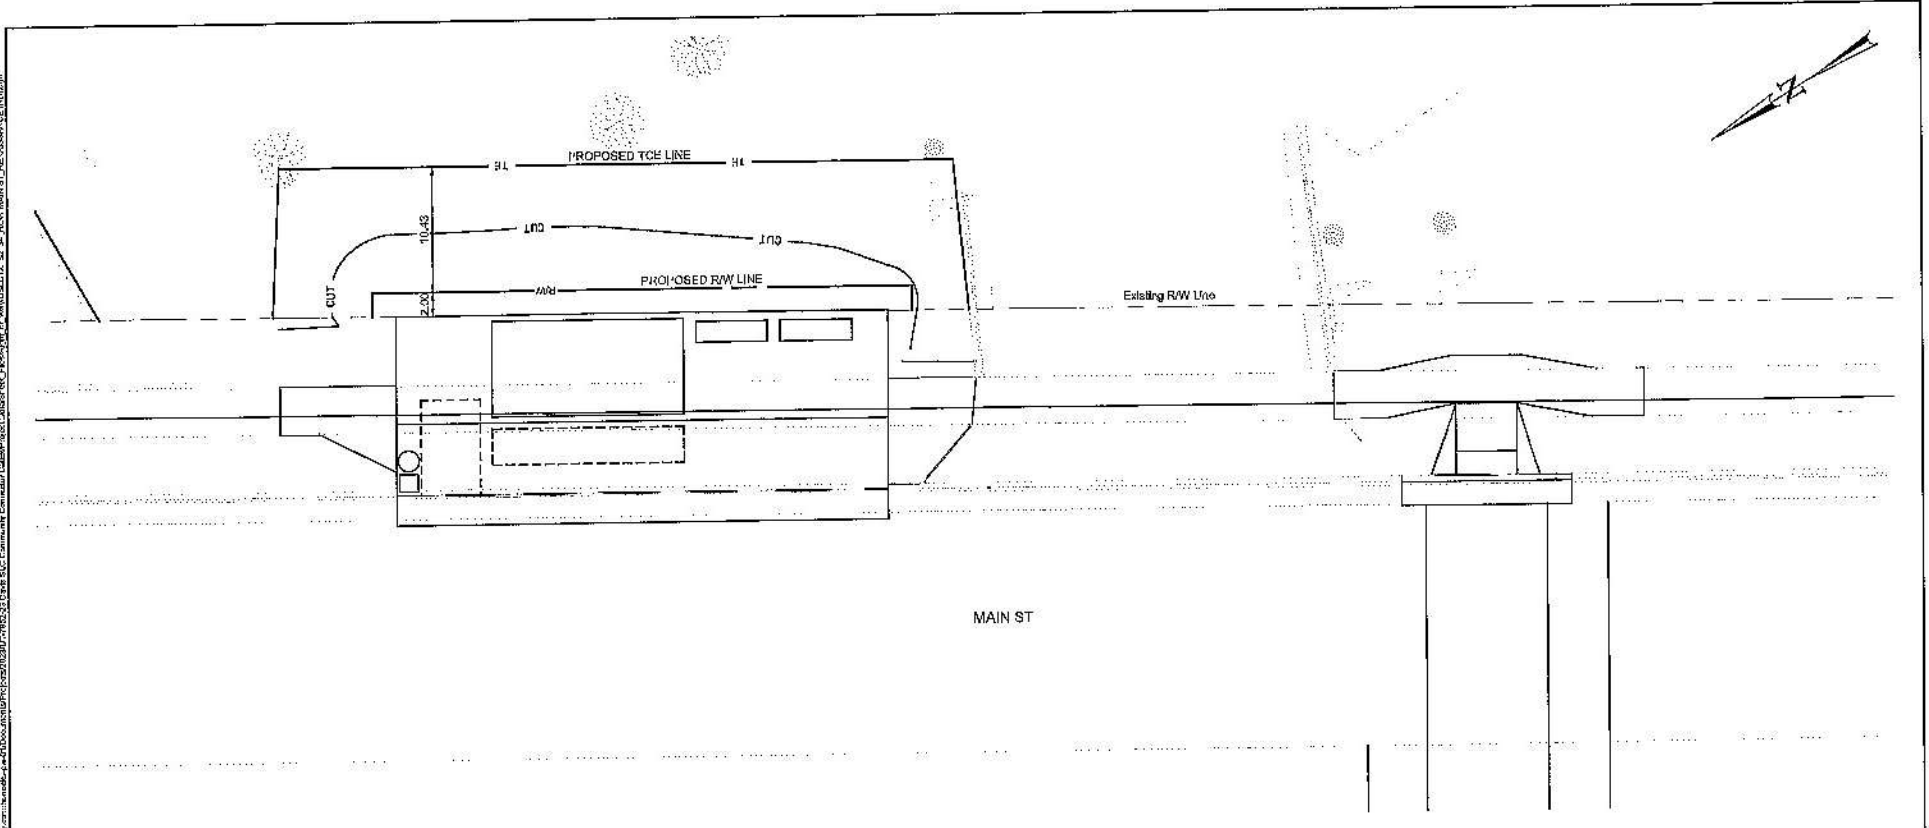 N
PROPOSED TCE LINE
TE
TE
10.43
CUT
CUT
PROPOSED R/W LINE
R/W
CUT
2.00
Existing R/W Line
MAIN ST